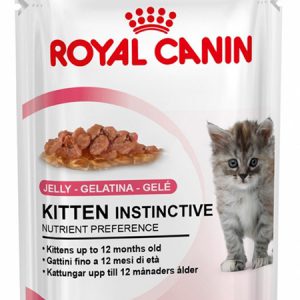 ROYAL CANIN
JELLY - GELATINA - GELÉ
KITTEN INSTINCTIVE
NUTRIENT PREFERENCE
• Kittens up to 12 months old
• Gattini fino a 12 mesi di età
• Kattungar upp till 12 månaders ålder